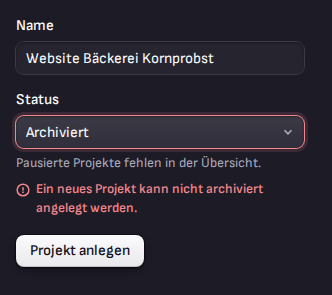 Name
Website Bäckerei Kornprobst
Status
Archiviert
Pausierte Projekte fehlen in der Übersicht.
Ein neues Projekt kann nicht archiviert
angelegt werden.
Projekt anlegen